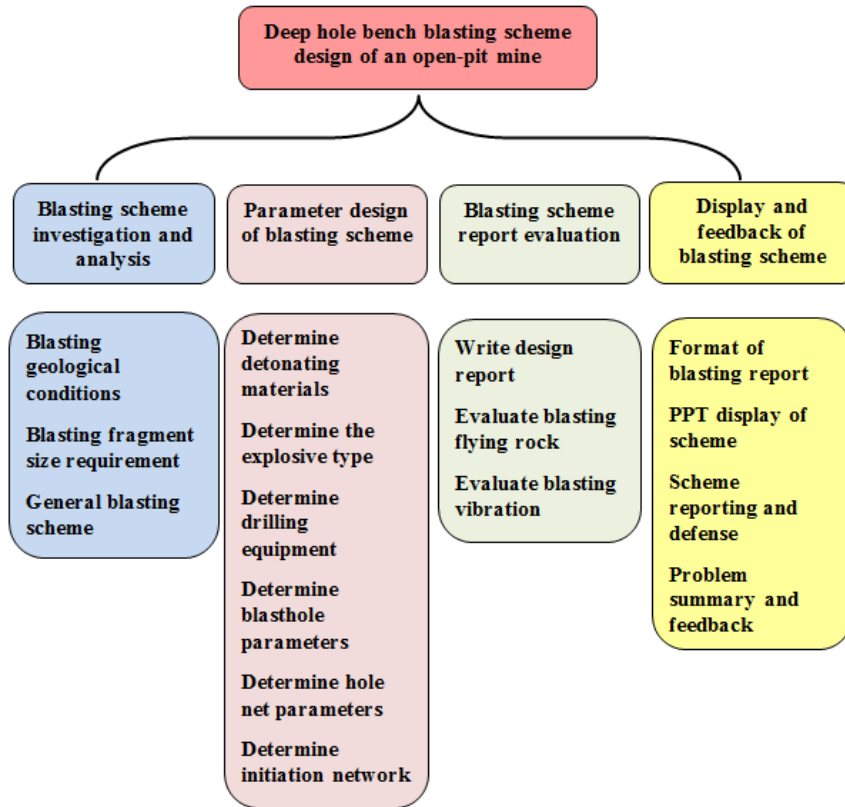 Deep hole bench blasting scheme
design of an open-pit mine
Blasting scheme
investigation and
analysis
Parameter design
of blasting scheme
Blasting scheme
report evaluation
Display and
feedback of
blasting scheme
Blasting
geological
conditions
Blasting fragment
size requirement
General blasting
scheme
Determine
detonating
materials
Determine the
explosive type
Determine
drilling
equipment
Determine
blasthole
parameters
Determine hole
net parameters
Determine
initiation network
Write design
report
Evaluate blasting
flying rock
Evaluate blasting
vibration
Format of
blasting report
PPT display of
scheme
Scheme
reporting and
defense
Problem
summary and
feedback